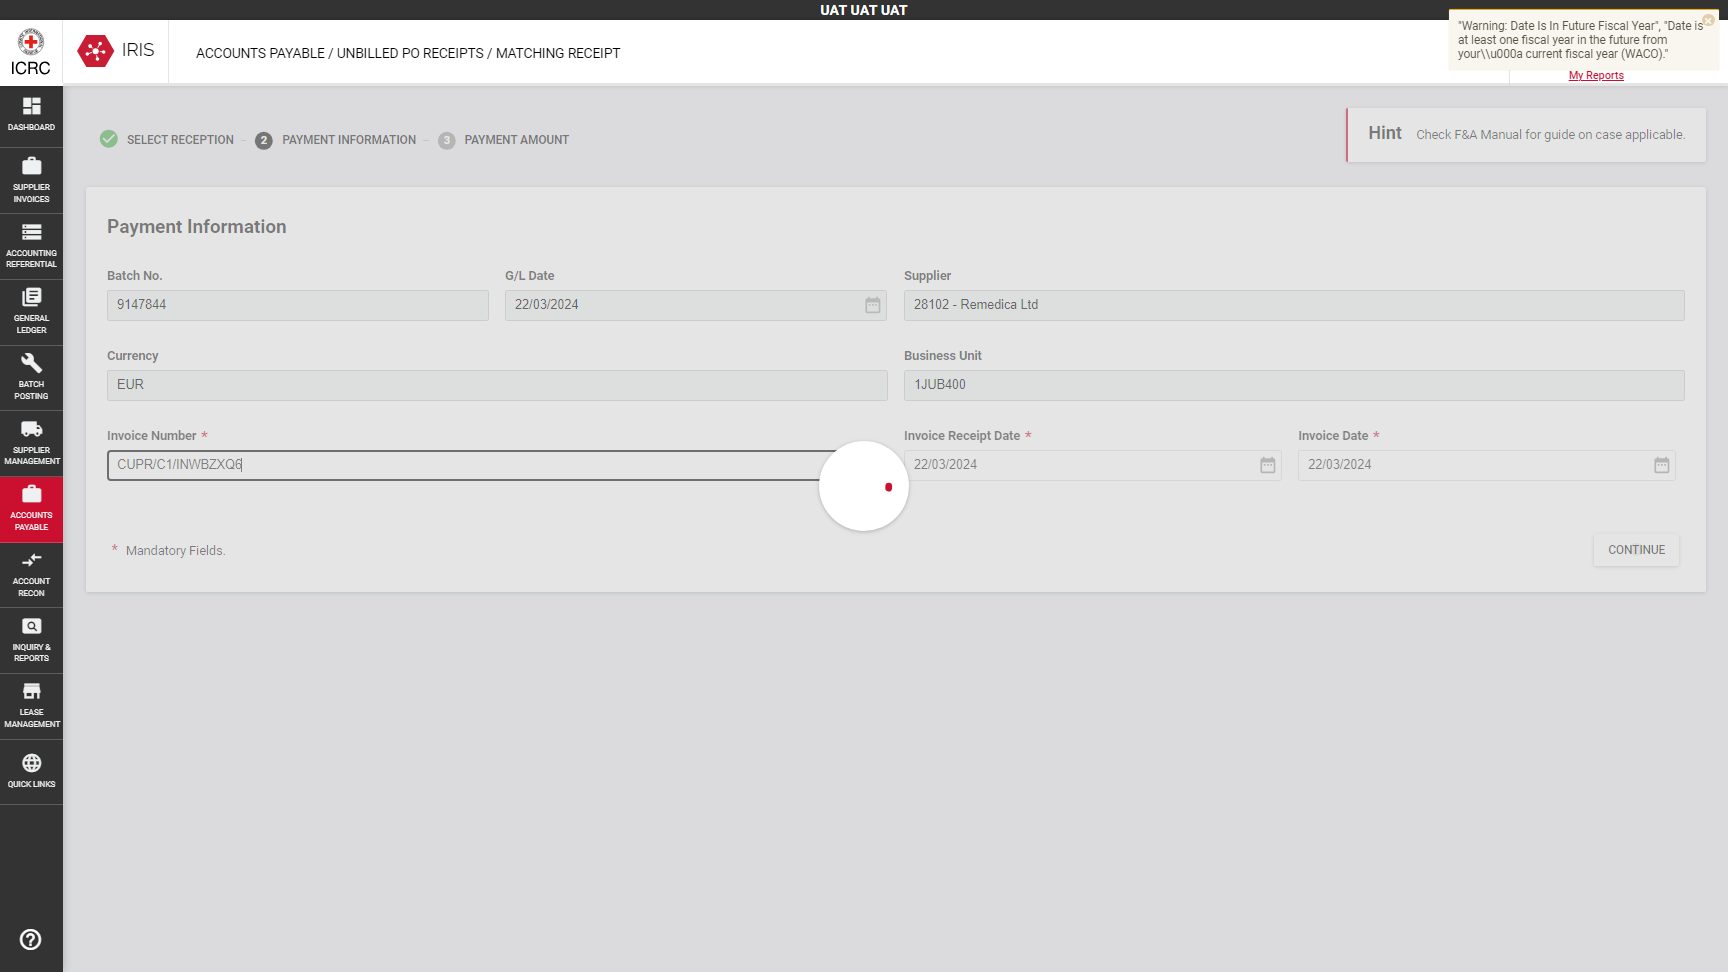 UAT UAT UAT
ICRC
IRIS
ACCOUNTS PAYABLE / UNBILLED PO RECEIPTS / MATCHING RECEIPT
"Warning: Date Is In Future Fiscal Year", "Date is
at least one fiscal year in the future from
your\\u000a current fiscal year (WACO)."
My Reports
DASHBOARD
SUPPLIER
INVOICES
ACCOUNTING
REFERENTIAL
GENERAL
LEDGER
BATCH
POSTING
SUPPLIER
MANAGEMENT
ACCOUNTS
PAYABLE
ACCOUNT
RECON
INQUIRY &
REPORTS
LEASE
MANAGEMENT
QUICK LINKS
SELECT RECEPTION – 2 PAYMENT INFORMATION – 3 PAYMENT AMOUNT
Hint Check F&A Manual for guide on case applicable.
Payment Information
Batch No. G/L Date Supplier
9147844 22/03/2024 28102 - Remedica Ltd
Currency Business Unit
EUR 1JUB400
Invoice Number * Invoice Receipt Date * Invoice Date *
CUPR/C1/INWBZXQ6 22/03/2024 22/03/2024
* Mandatory Fields.
CONTINUE